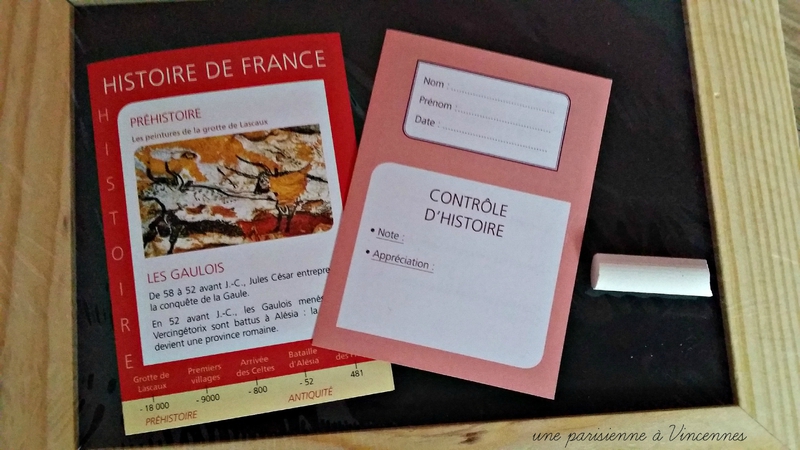 HISTOIRE DE FRANCE
HISTOIRE
PRÉHISTOIRE
Les peintures de la grotte de Lascaux
LES GAULOIS
De 58 à 52 avant J.-C., Jules César entrepre
la conquête de la Gaule.
En 52 avant J.-C., les Gaulois menés
Vercingétorix sont battus à Alésia : la
devient une province romaine.
Grotte de
Lascaux
Premiers
villages
Arrivée
des Celtes
Bataille
d'Alésia
des
- 18 000
- 9000
- 800
- 52
481
PRÉHISTOIRE
ANTIQUITÉ
Nom :
Prénom :
Date :
CONTRÔLE
D'HISTOIRE
• Note :
• Appréciation :
une parisienne à Vincennes